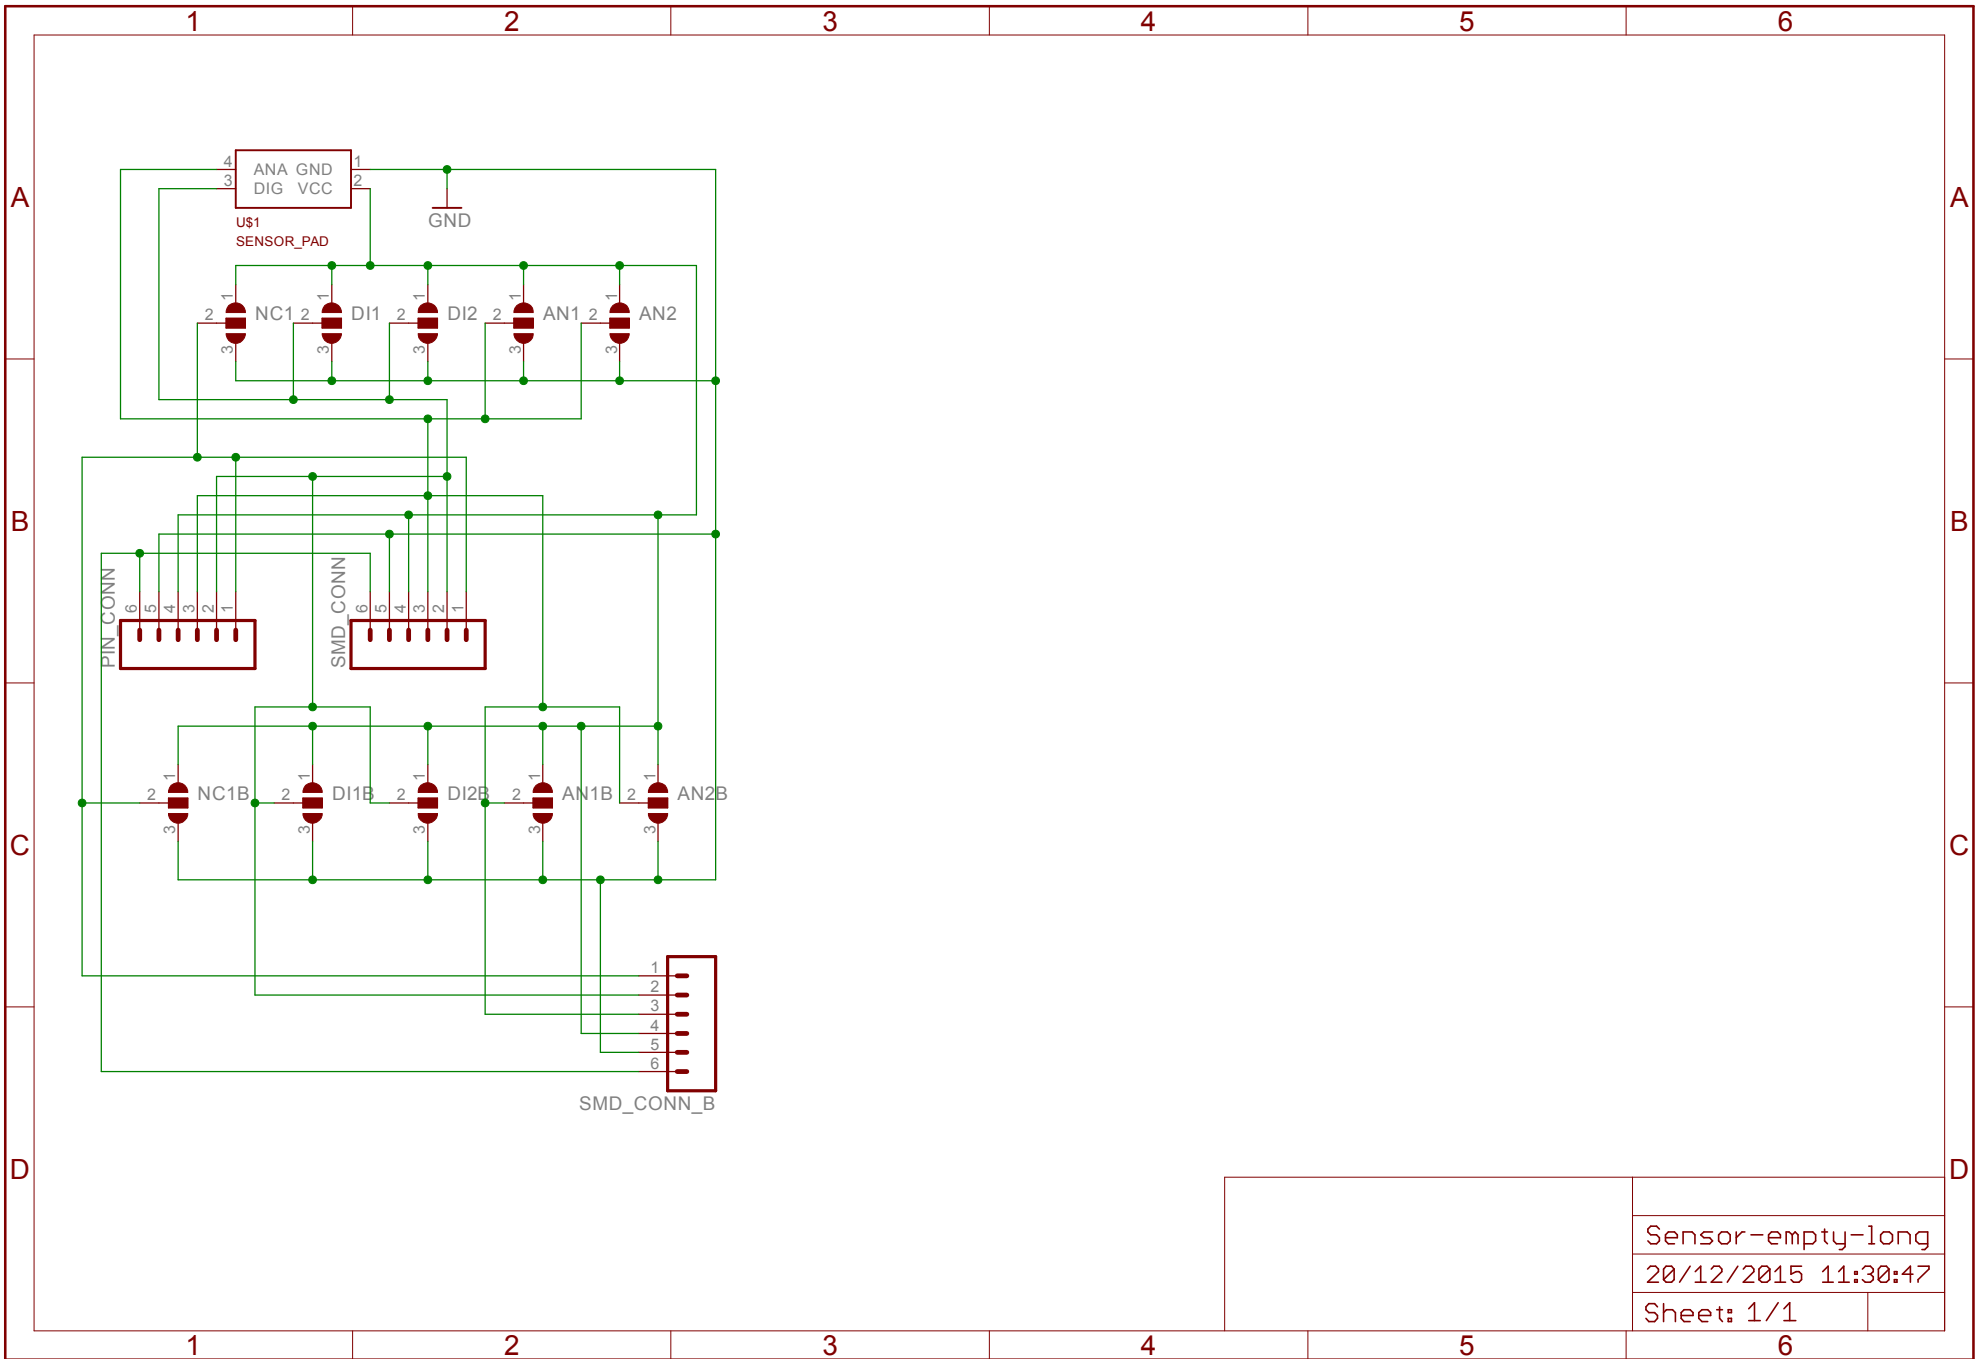 1 2 3 4 5 6
A A
4 ANA GND 1
3 DIG VCC 2
U$1
SENSOR_PAD
GND
1 1 1 1 1
2 NC1 2 DI1 2 DI2 2 AN1 2 AN2
3 3 3 3 3
B B
PIN_CONN
6 5 4 3 2 1
SMD_CONN
6 5 4 3 2 1
1 1 1 1 1
2 NC1B 2 DI1B 2 DI2B 2 AN1B 2 AN2B
3 3 3 3 3
C C
1
2
3
4
5
6
SMD_CONN_B
D D
Sensor-empty-long
20/12/2015 11:30:47
Sheet: 1/1
1 2 3 4 5 6